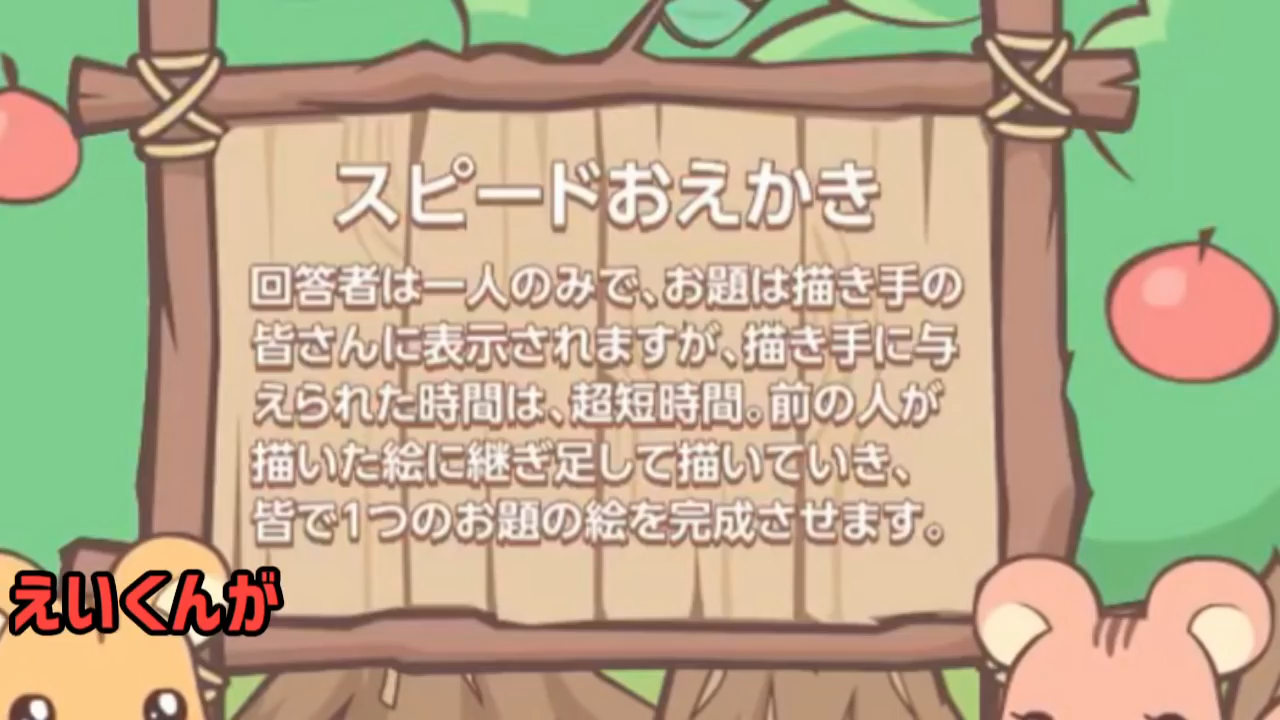 スピードおえかき
回答者は一人のみで、お題は描き手の
皆さんに表示されますが、描き手に与
えられた時間は、超短時間。前の人が
描いた絵に継ぎ足して描いていき、
皆で1つのお題の絵を完成させます。
えいくんが